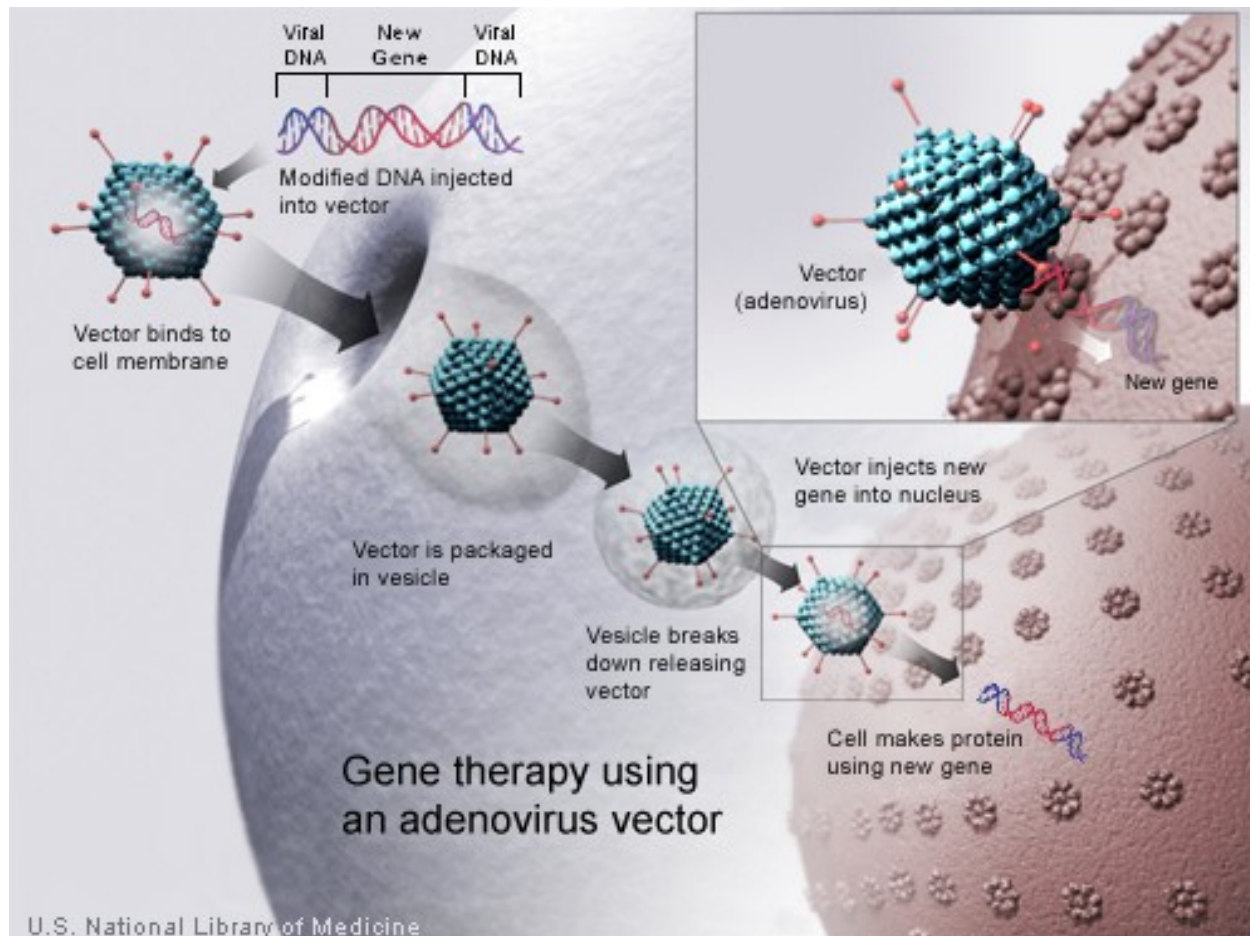 Viral
DNA
New
Gene
Viral
DNA
Modified DNA injected
into vector
Vector binds to
cell membrane
Vector is packaged
in vesicle
Vesicle breaks
down releasing
vector
Vector
(adenovirus)
New gene
Vector injects new
gene into nucleus
Cell makes protein
using new gene
Gene therapy using
an adenovirus vector
U.S. National Library of Medicine